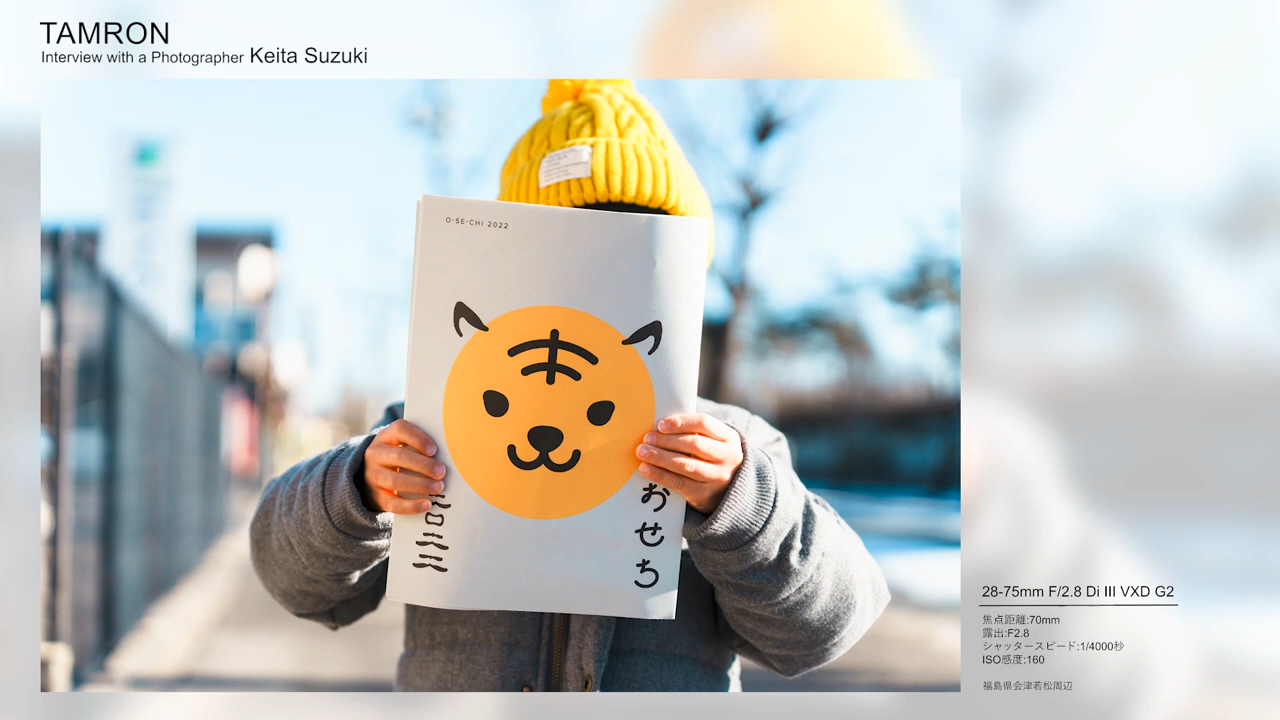 TAMRON
Interview with a Photographer Keita Suzuki
O·SE·CHI 2022
おせち
28-75mm F/2.8 Di III VXD G2
焦点距離:70mm
露出:F2.8
シャッタースピード:1/4000秒
ISO感度:160
福島県会津若松周辺